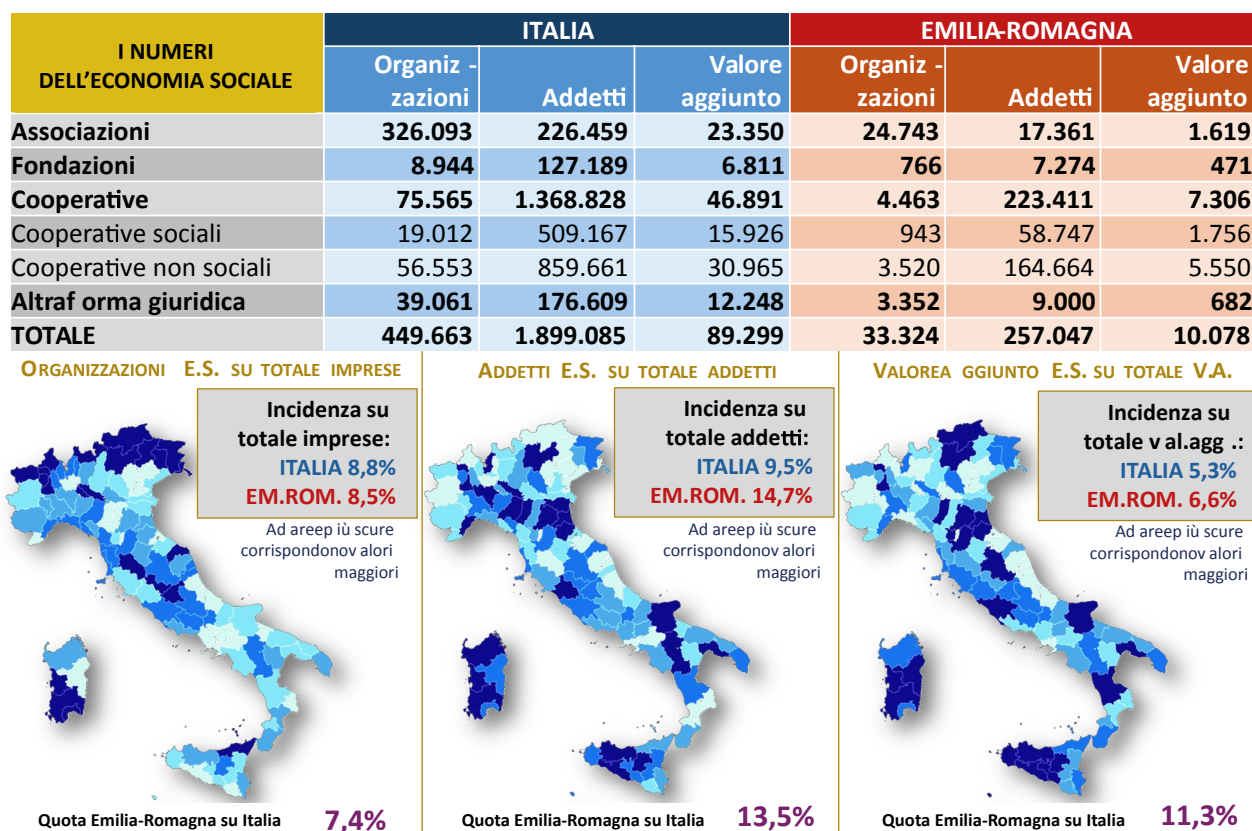 I NUMERI
DELL'ECONOMIA SOCIALE
ITALIA
EMILIA-ROMAGNA
Organiz -
zazioni
Addetti
Valore
aggiunto
Organiz -
zazioni
Addetti
Valore
aggiunto
Associazioni 326.093 226.459 23.350 24.743 17.361 1.619
Fondazioni 8.944 127.189 6.811 766 7.274 471
Cooperative 75.565 1.368.828 46.891 4.463 223.411 7.306
Cooperative sociali 19.012 509.167 15.926 943 58.747 1.756
Cooperative non sociali 56.553 859.661 30.965 3.520 164.664 5.550
Altraf orma giuridica 39.061 176.609 12.248 3.352 9.000 682
TOTALE 449.663 1.899.085 89.299 33.324 257.047 10.078
ORGANIZZAZIONI E.S. SU TOTALE IMPRESE
Incidenza su
totale imprese:
ITALIA 8,8%
EM.ROM. 8,5%
Ad areep iù scure
corrispondonov alori
maggiori
Quota Emilia-Romagna su Italia 7,4%
ADDETTI E.S. SU TOTALE ADDETTI
Incidenza su
totale addetti:
ITALIA 9,5%
EM.ROM. 14,7%
Ad areep iù scure
corrispondonov alori
maggiori
Quota Emilia-Romagna su Italia 13,5%
VALOREA GGIUNTO E.S. SU TOTALE V.A.
Incidenza su
totale v al.agg .:
ITALIA 5,3%
EM.ROM. 6,6%
Ad areep iù scure
corrispondonov alori
maggiori
Quota Emilia-Romagna su Italia 11,3%